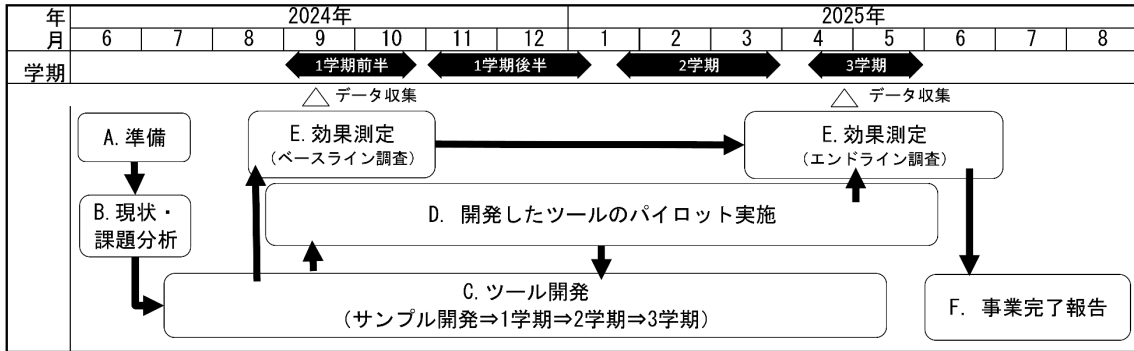 年 2024年 2025年
月 6 7 8 9 10 11 12 1 2 3 4 5 6 7 8
学期 1学期前半 1学期後半 2学期 3学期
△ データ収集 △ データ収集
A. 準備
E. 効果測定
(ベースライン調査)
E. 効果測定
(エンドライン調査)
B. 現状・
課題分析
D. 開発したツールのパイロット実施
C. ツール開発
(サンプル開発⇒1学期⇒2学期⇒3学期)
F. 事業完了報告